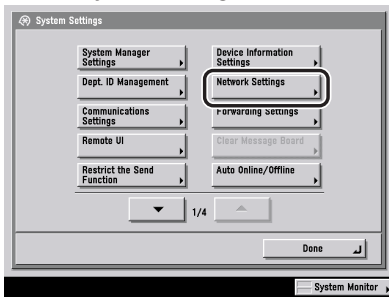 System Settings
System Manager
Settings
Device Information
Settings
Dept. ID Management
Network Settings
Communications
Settings
Forwarding Settings
Remote UI
Clear Message Board
Restrict the Send
Function
Auto Online/Offline
1/4
Done
System Monitor